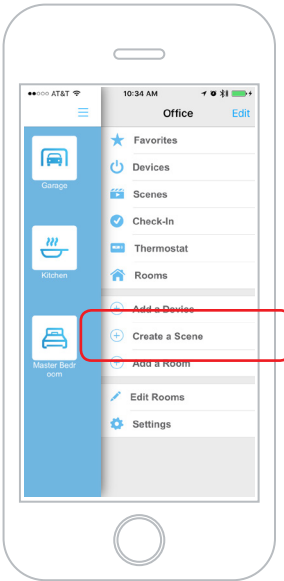 AT&T 10:34 AM
Office Edit
Favorites
Devices
Scenes
Check-In
Thermostat
Rooms
Add a Device
Create a Scene
Add a Room
Edit Rooms
Settings
Garage
Kitchen
Master Bedr
oom